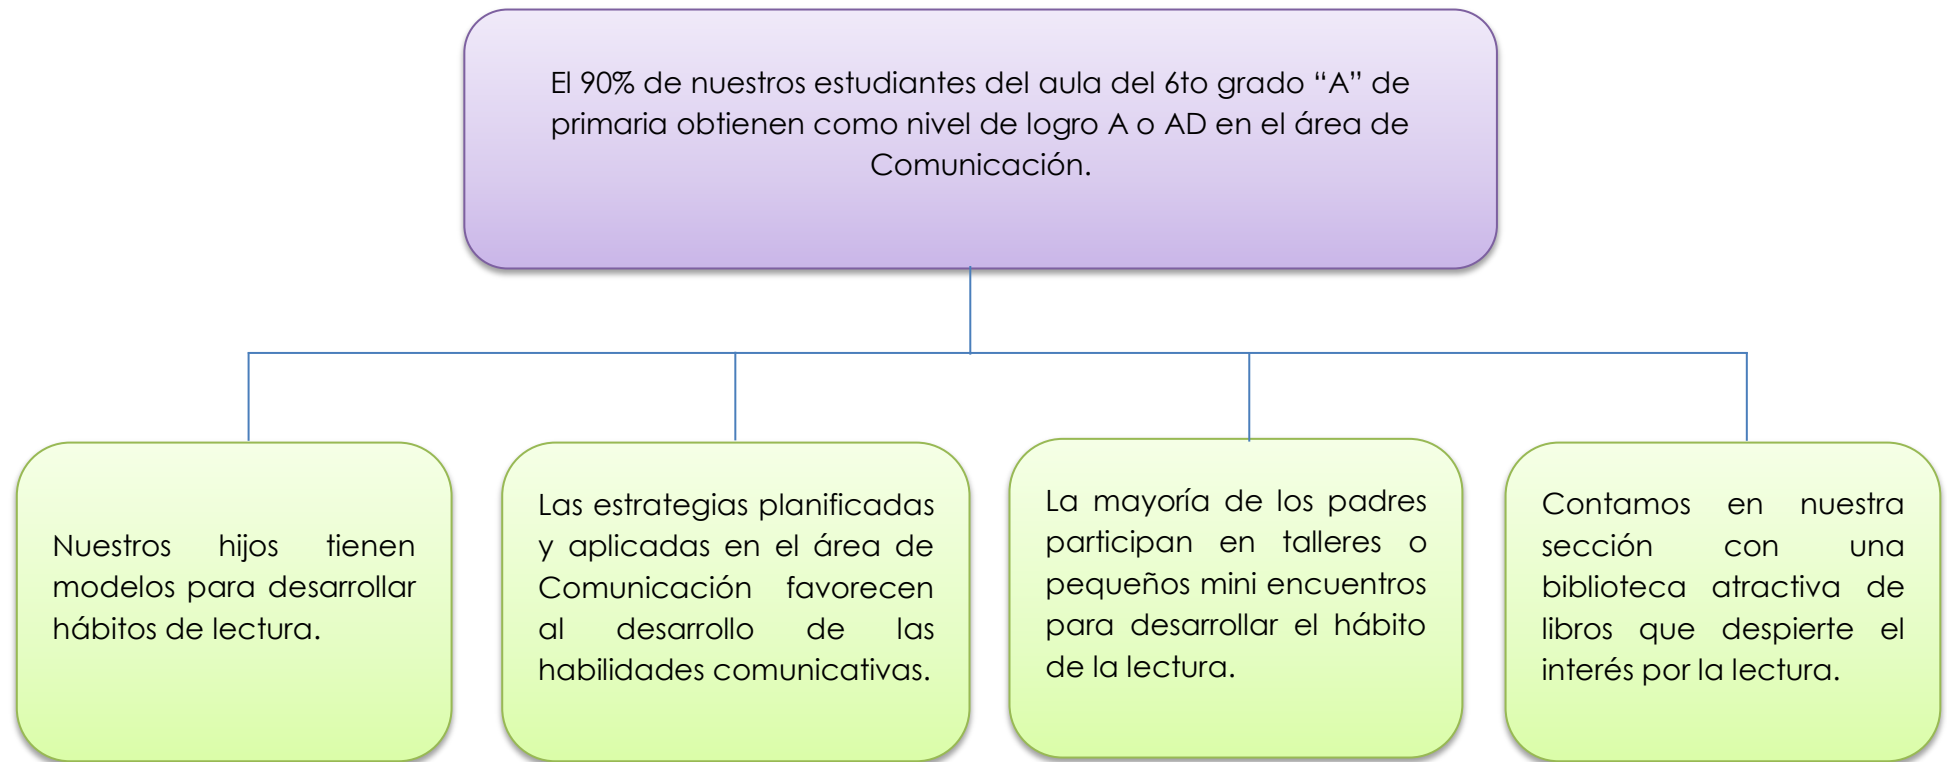 El 90% de nuestros estudiantes del aula del 6to grado “A” de
primaria obtienen como nivel de logro A o AD en el área de
Comunicación.
Nuestros hijos tienen
modelos para desarrollar
hábitos de lectura.
Las estrategias planificadas
y aplicadas en el área de
Comunicación favorecen
al desarrollo de las
habilidades comunicativas.
La mayoría de los padres
participan en talleres o
pequeños mini encuentros
para desarrollar el hábito
de la lectura.
Contamos en nuestra
sección con una
biblioteca atractiva de
libros que despierte el
interés por la lectura.